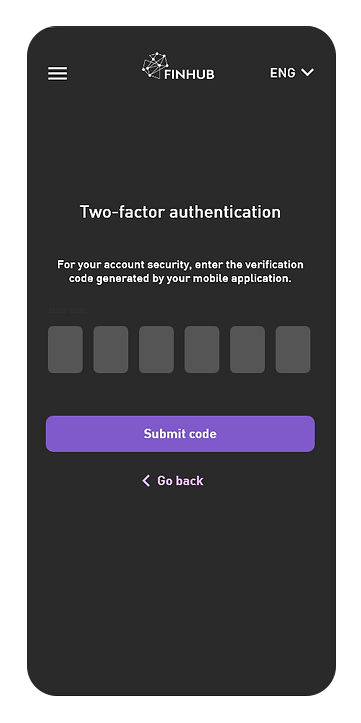 FINHUB
ENG
Two-factor authentication
For your account security, enter the verification
code generated by your mobile application.
Submit code
Go back